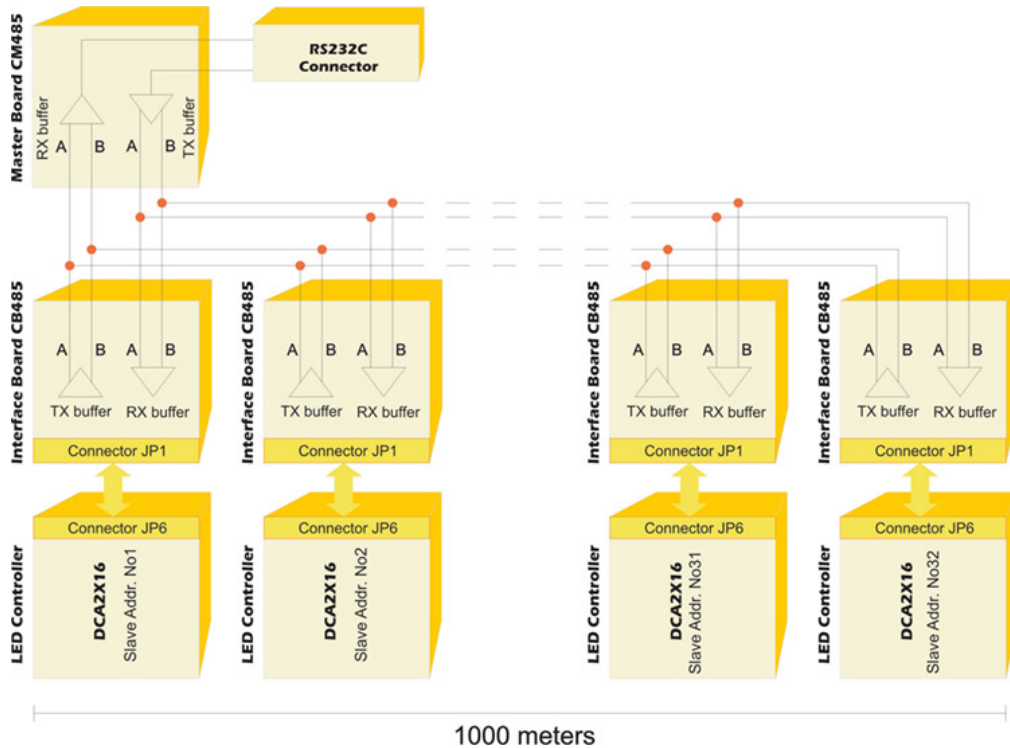 Master Board CM485
RX buffer
A
B
A
B
TX buffer
RS232C
Connector
Interface Board CB485
A
B
A
B
TX buffer
RX buffer
Connector JP1
Interface Board CB485
A
B
A
B
TX buffer
RX buffer
Connector JP1
Interface Board CB485
A
B
A
B
TX buffer
RX buffer
Connector JP1
Interface Board CB485
A
B
A
B
TX buffer
RX buffer
Connector JP1
LED Controller
Connector JP6
DCA2X16
Slave Addr. No1
LED Controller
Connector JP6
DCA2X16
Slave Addr. No2
LED Controller
Connector JP6
DCA2X16
Slave Addr. No31
LED Controller
Connector JP6
DCA2X16
Slave Addr. No32
1000 meters